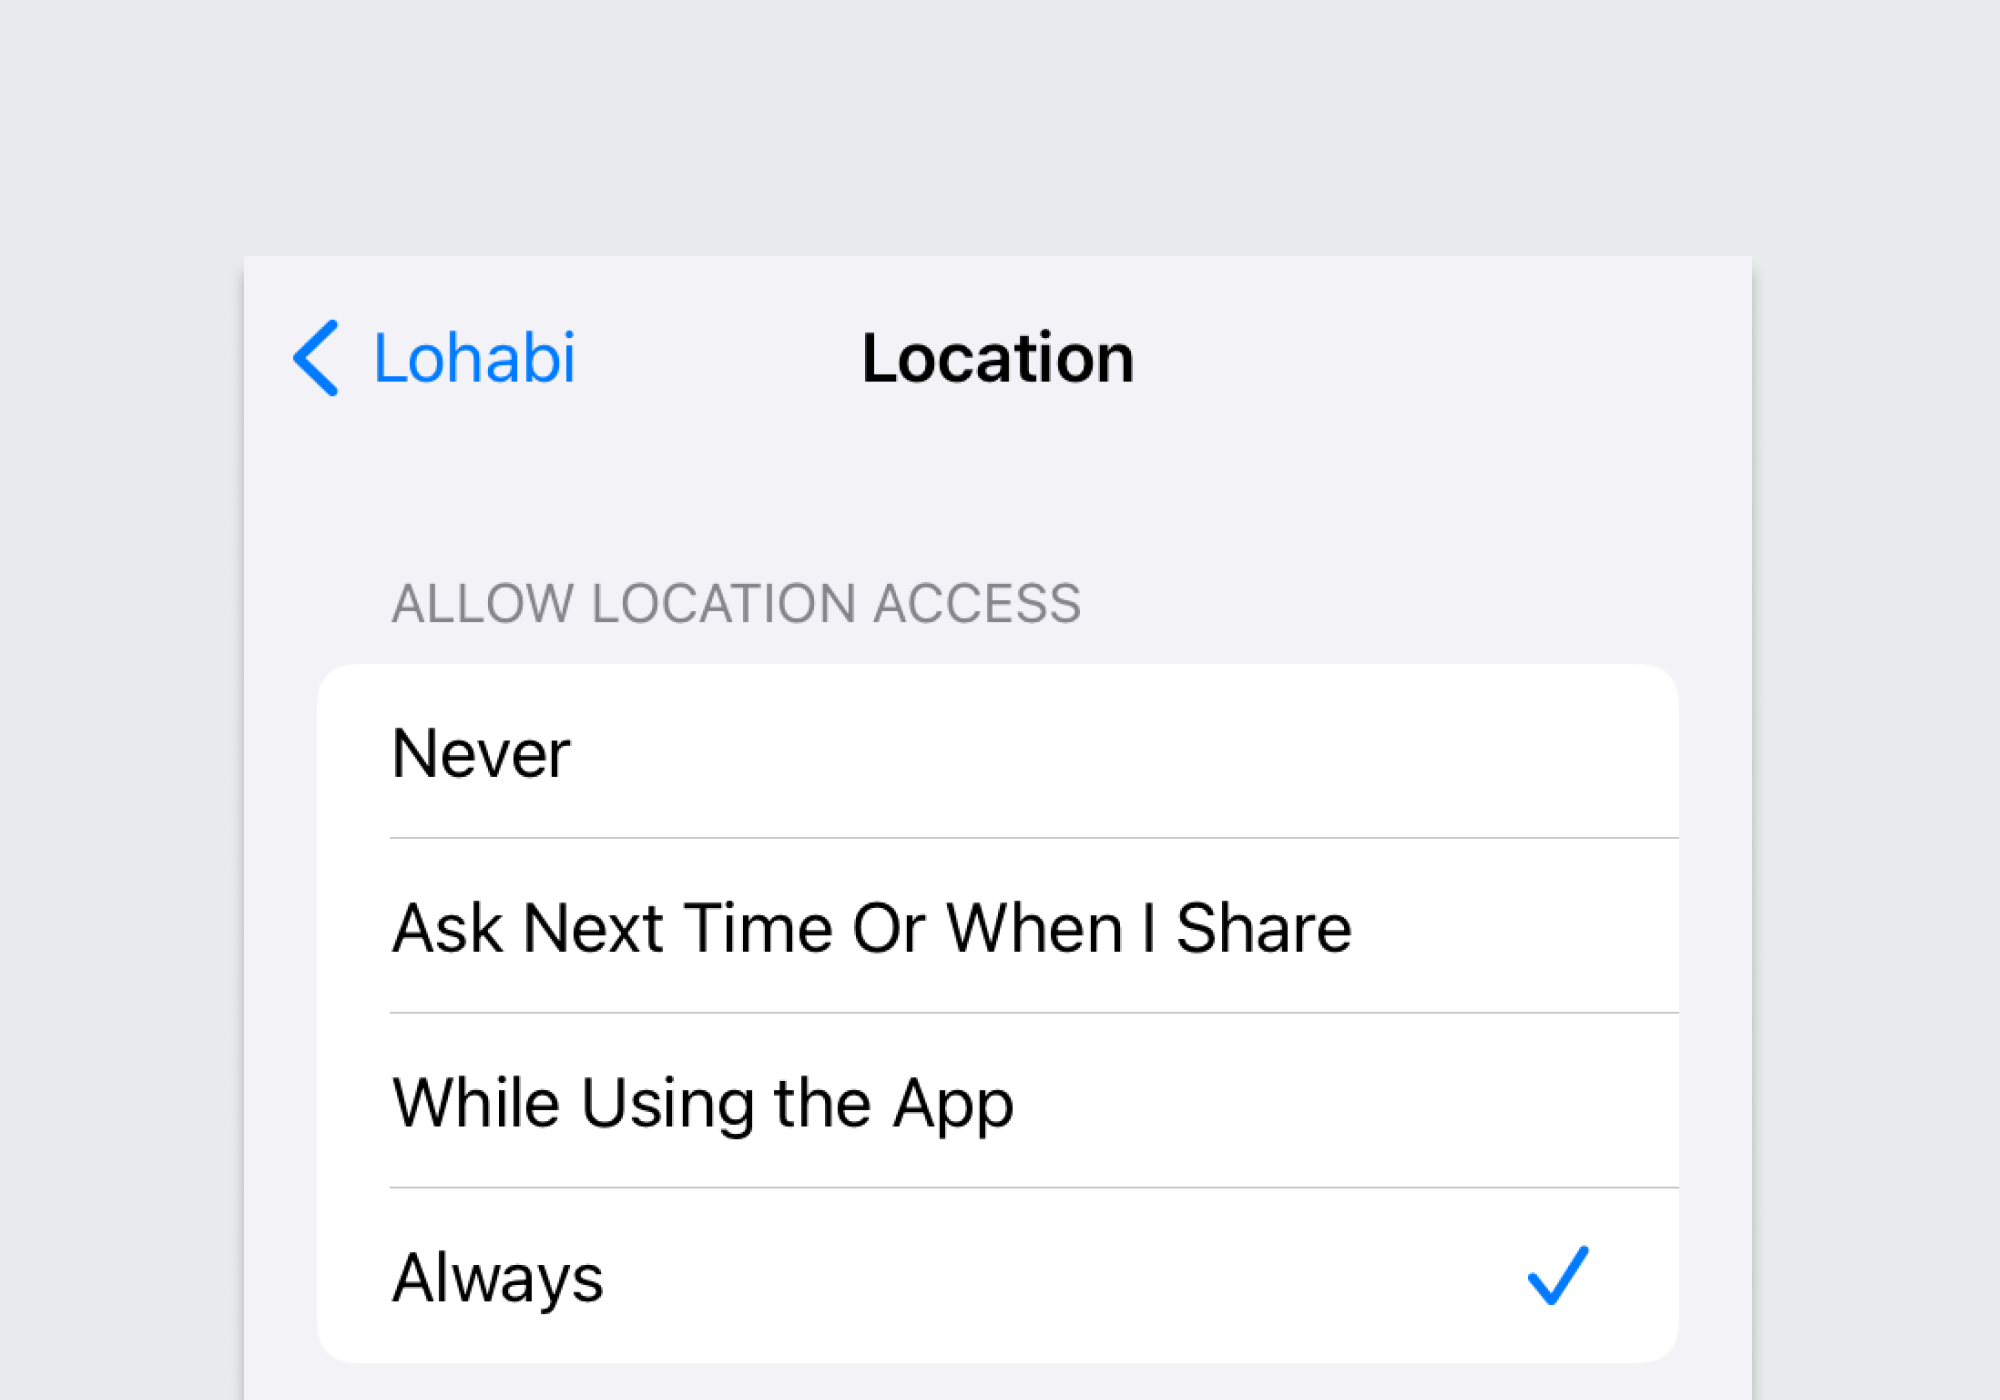 Lohabi
Location
ALLOW LOCATION ACCESS
Never
Ask Next Time Or When I Share
While Using the App
Always